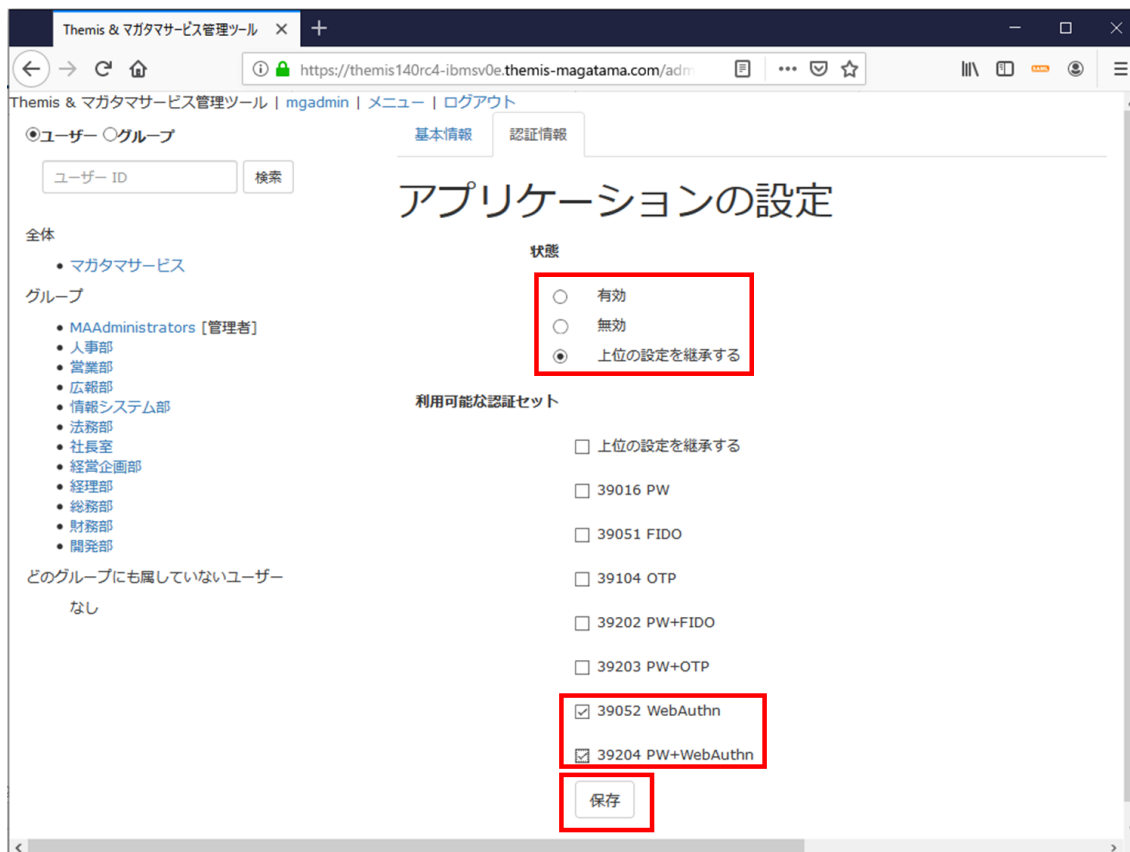 Themis & マガタマサービス管理ツール
https://themis140rc4-ibmsv0e.themis-magatama.com/adm
Themis & マガタマサービス管理ツール | mgadmin | メニュー | ログアウト
ユーザー グループ
ユーザー ID 検索
全体
マガタマサービス
グループ
MAAdministrators [管理者]
人事部
営業部
広報部
情報システム部
法務部
社長室
経営企画部
経理部
総務部
財務部
開発部
どのグループにも属していないユーザー
なし
基本情報 認証情報
アプリケーションの設定
状態
有効
無効
上位の設定を継承する
利用可能な認証セット
上位の設定を継承する
39016 PW
39051 FIDO
39104 OTP
39202 PW+FIDO
39203 PW+OTP
39052 WebAuthn
39204 PW+WebAuthn
保存